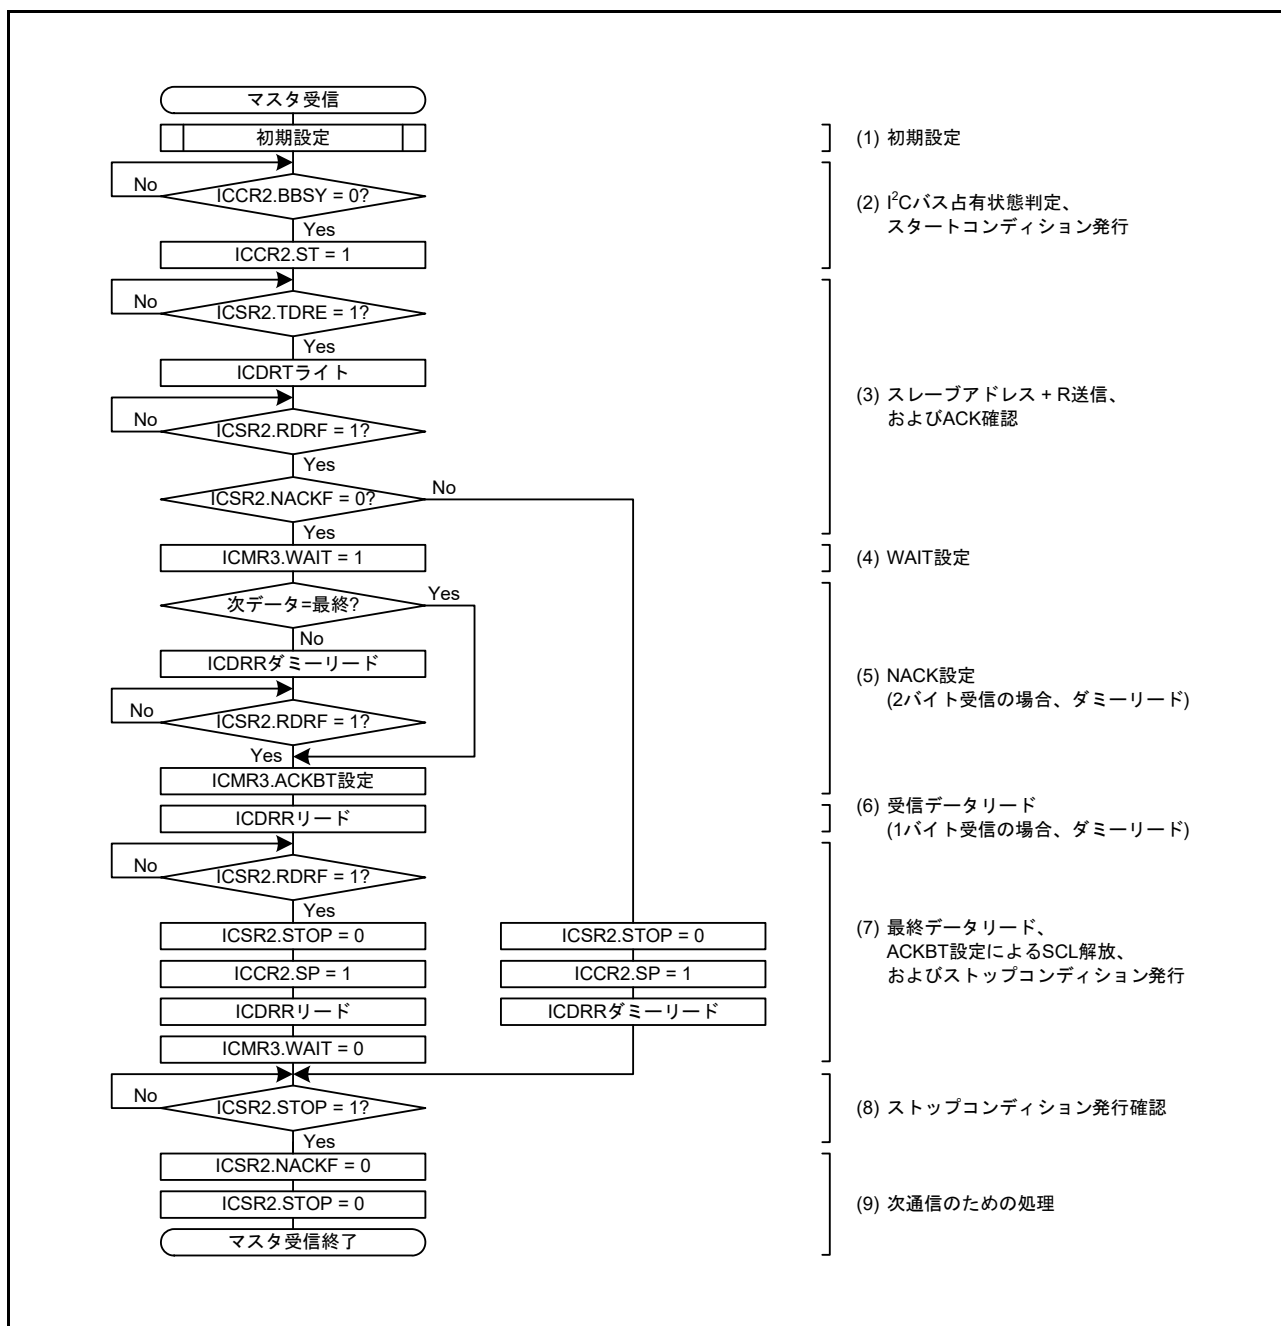 マスタ受信
初期設定
(1) 初期設定
No
ICCR2.BBSY = 0?
Yes
ICCR2.ST = 1
(2) I²Cバス占有状態判定、
スタートコンディション発行
No
ICSR2.TDRE = 1?
Yes
ICDRTライト
No
ICSR2.RDRF = 1?
Yes
ICSR2.NACKF = 0?
No
Yes
(3) スレーブアドレス + R送信、
およびACK確認
ICMR3.WAIT = 1
(4) WAIT設定
次データ=最終?
Yes
No
ICDRRダミーリード
No
ICSR2.RDRF = 1?
Yes
ICMR3.ACKBT設定
(5) NACK設定
(2バイト受信の場合、ダミーリード)
ICDRRリード
(6) 受信データリード
(1バイト受信の場合、ダミーリード)
No
ICSR2.RDRF = 1?
Yes
ICSR2.STOP = 0
ICCR2.SP = 1
ICDRRリード
ICMR3.WAIT = 0
ICSR2.STOP = 0
ICCR2.SP = 1
ICDRRダミーリード
(7) 最終データリード、
ACKBT設定によるSCL解放、
およびストップコンディション発行
No
ICSR2.STOP = 1?
Yes
(8) ストップコンディション発行確認
ICSR2.NACKF = 0
ICSR2.STOP = 0
(9) 次通信のための処理
マスタ受信終了